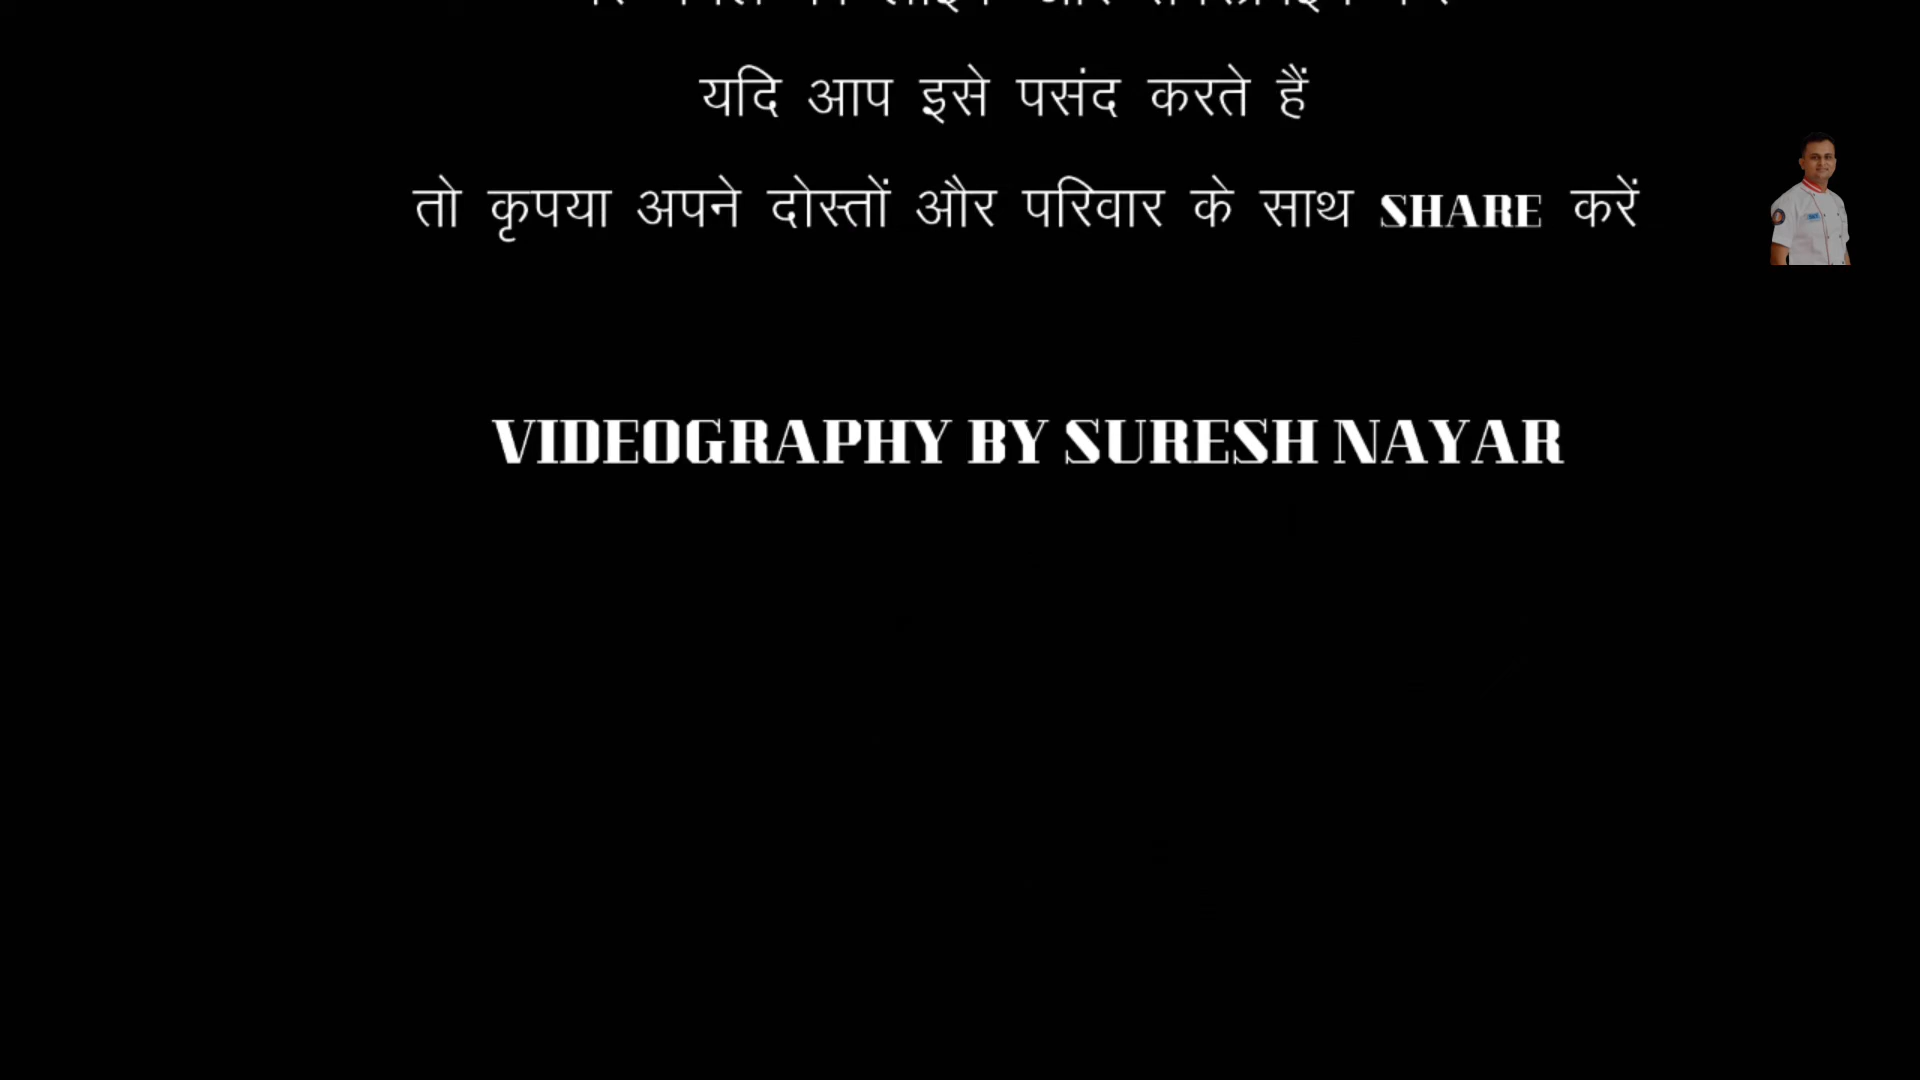 यदि आप इसे पसंद करते हैं
तो कृपया अपने दोस्तों और परिवार के साथ SHARE करें
VIDEOGRAPHY BY SURESH NAYAR